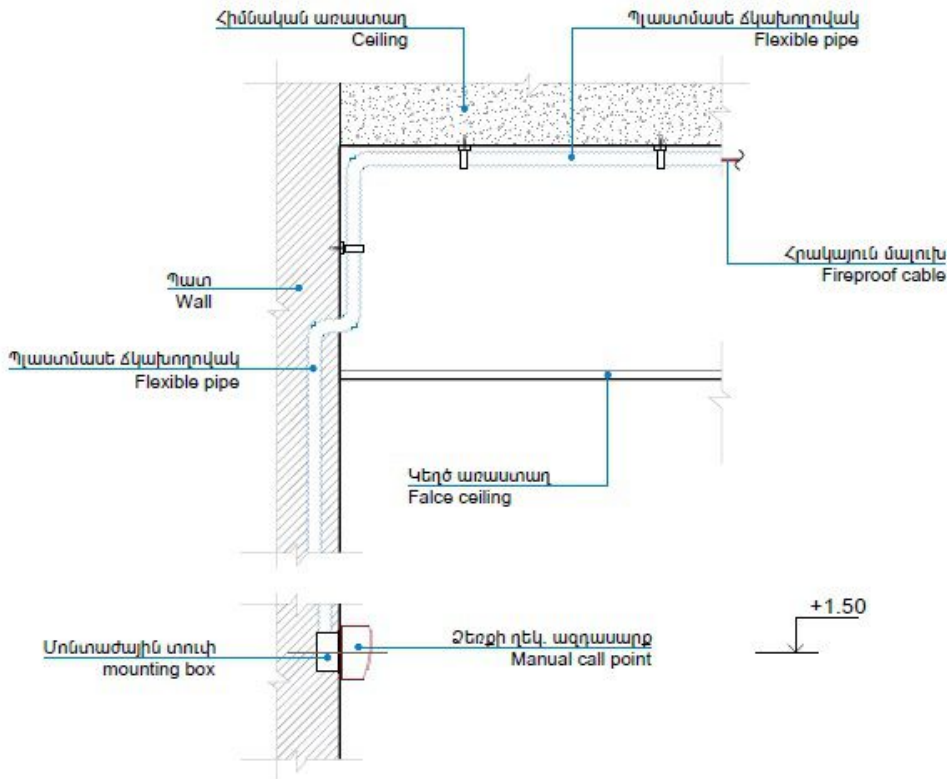 Հիմնական առաստաղ
Ceiling
Պլաստմասե ճկախողովակ
Flexible pipe
Հրակայուն մալուխ
Fireproof cable
Պատ
Wall
Պլաստմասե ճկախողովակ
Flexible pipe
Կեղծ առաստաղ
Falce ceiling
+1.50
Մոնտաժային տուփ
mounting box
Ձեռքի ղեկ. ազդասարք
Manual call point